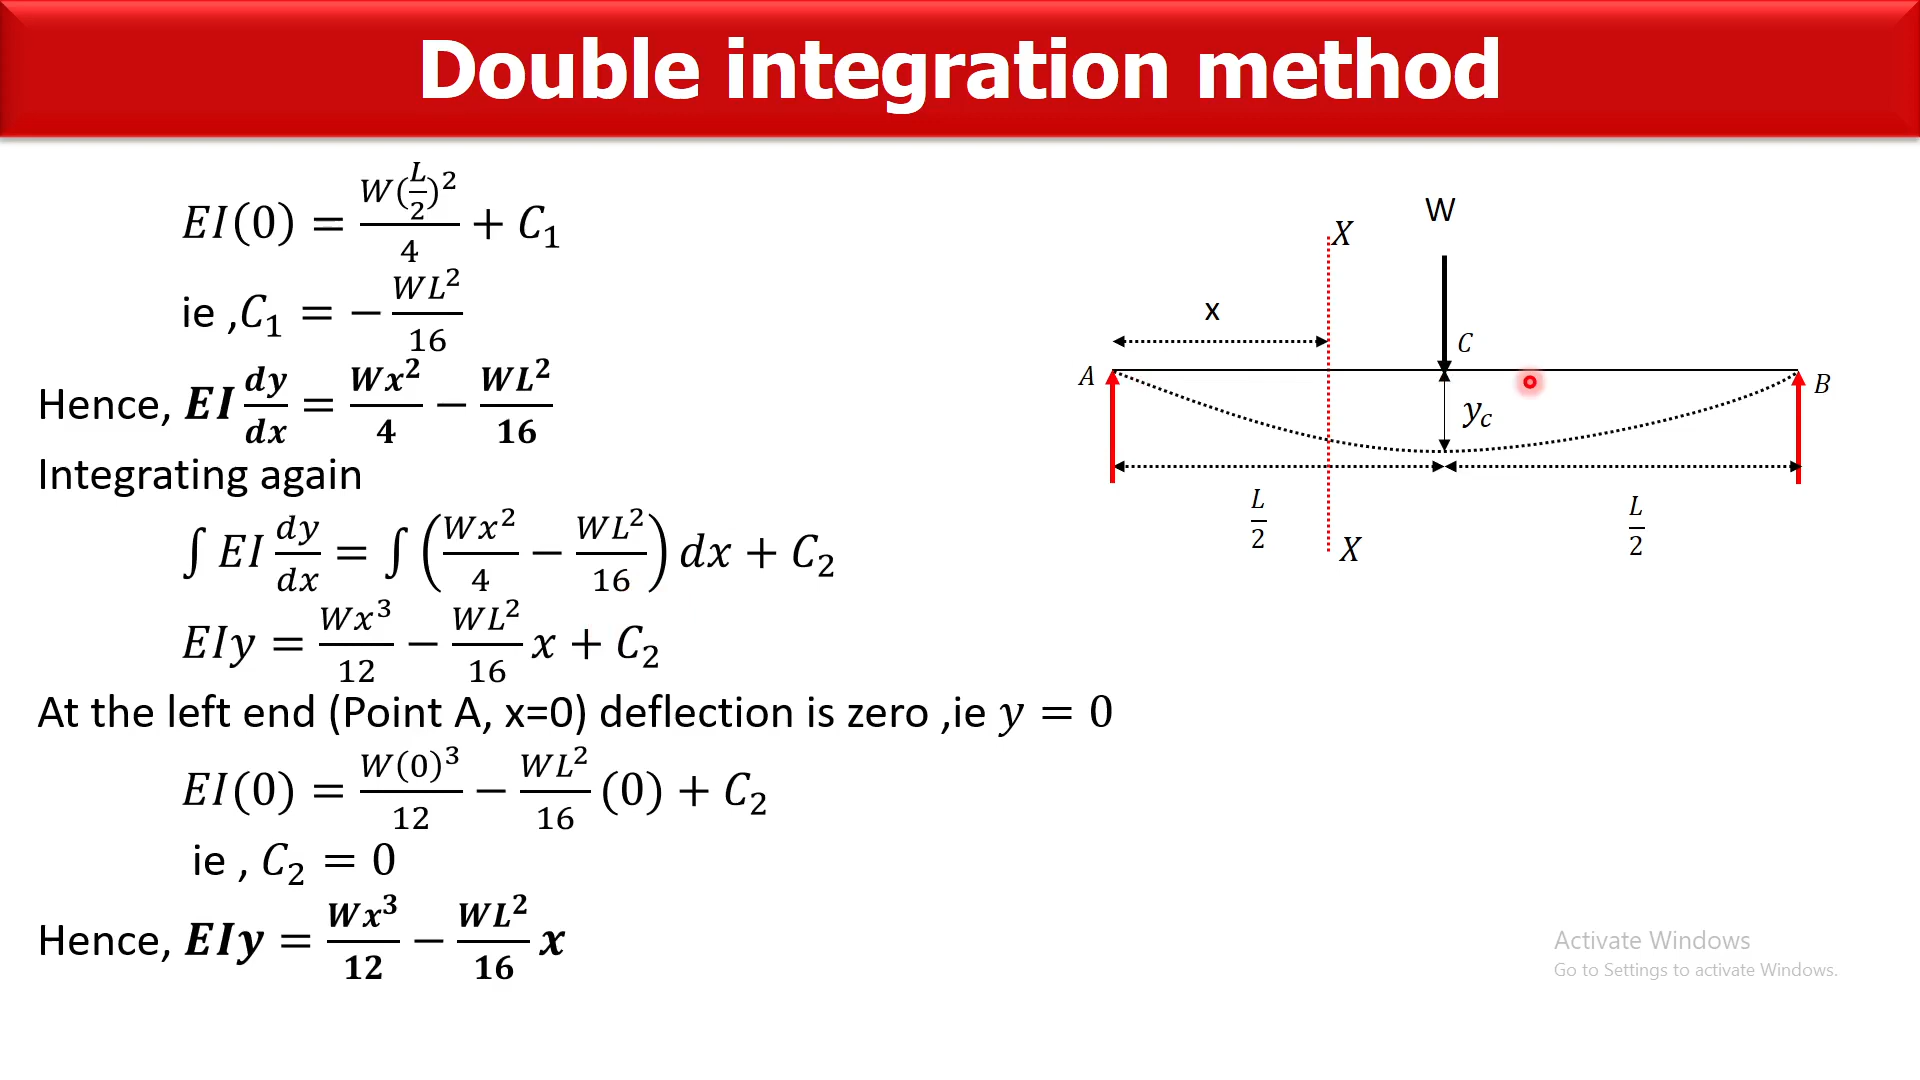 Double integration method
EI(0) = W(L/2)²/4 + C₁
ie ,C₁ = − WL²/16
Hence, EI dy/dx = Wx²/4 − WL²/16
Integrating again
∫ EI dy/dx = ∫ (Wx²/4 − WL²/16) dx + C₂
EIy = Wx³/12 − WL²/16 x + C₂
At the left end (Point A, x=0) deflection is zero ,ie y = 0
EI(0) = W(0)³/12 − WL²/16 (0) + C₂
ie , C₂ = 0
Hence, EIy = Wx³/12 − WL²/16 x
W
X
x
C
A
B
y_c
L/2
L/2
X
Activate Windows
Go to Settings to activate Windows.